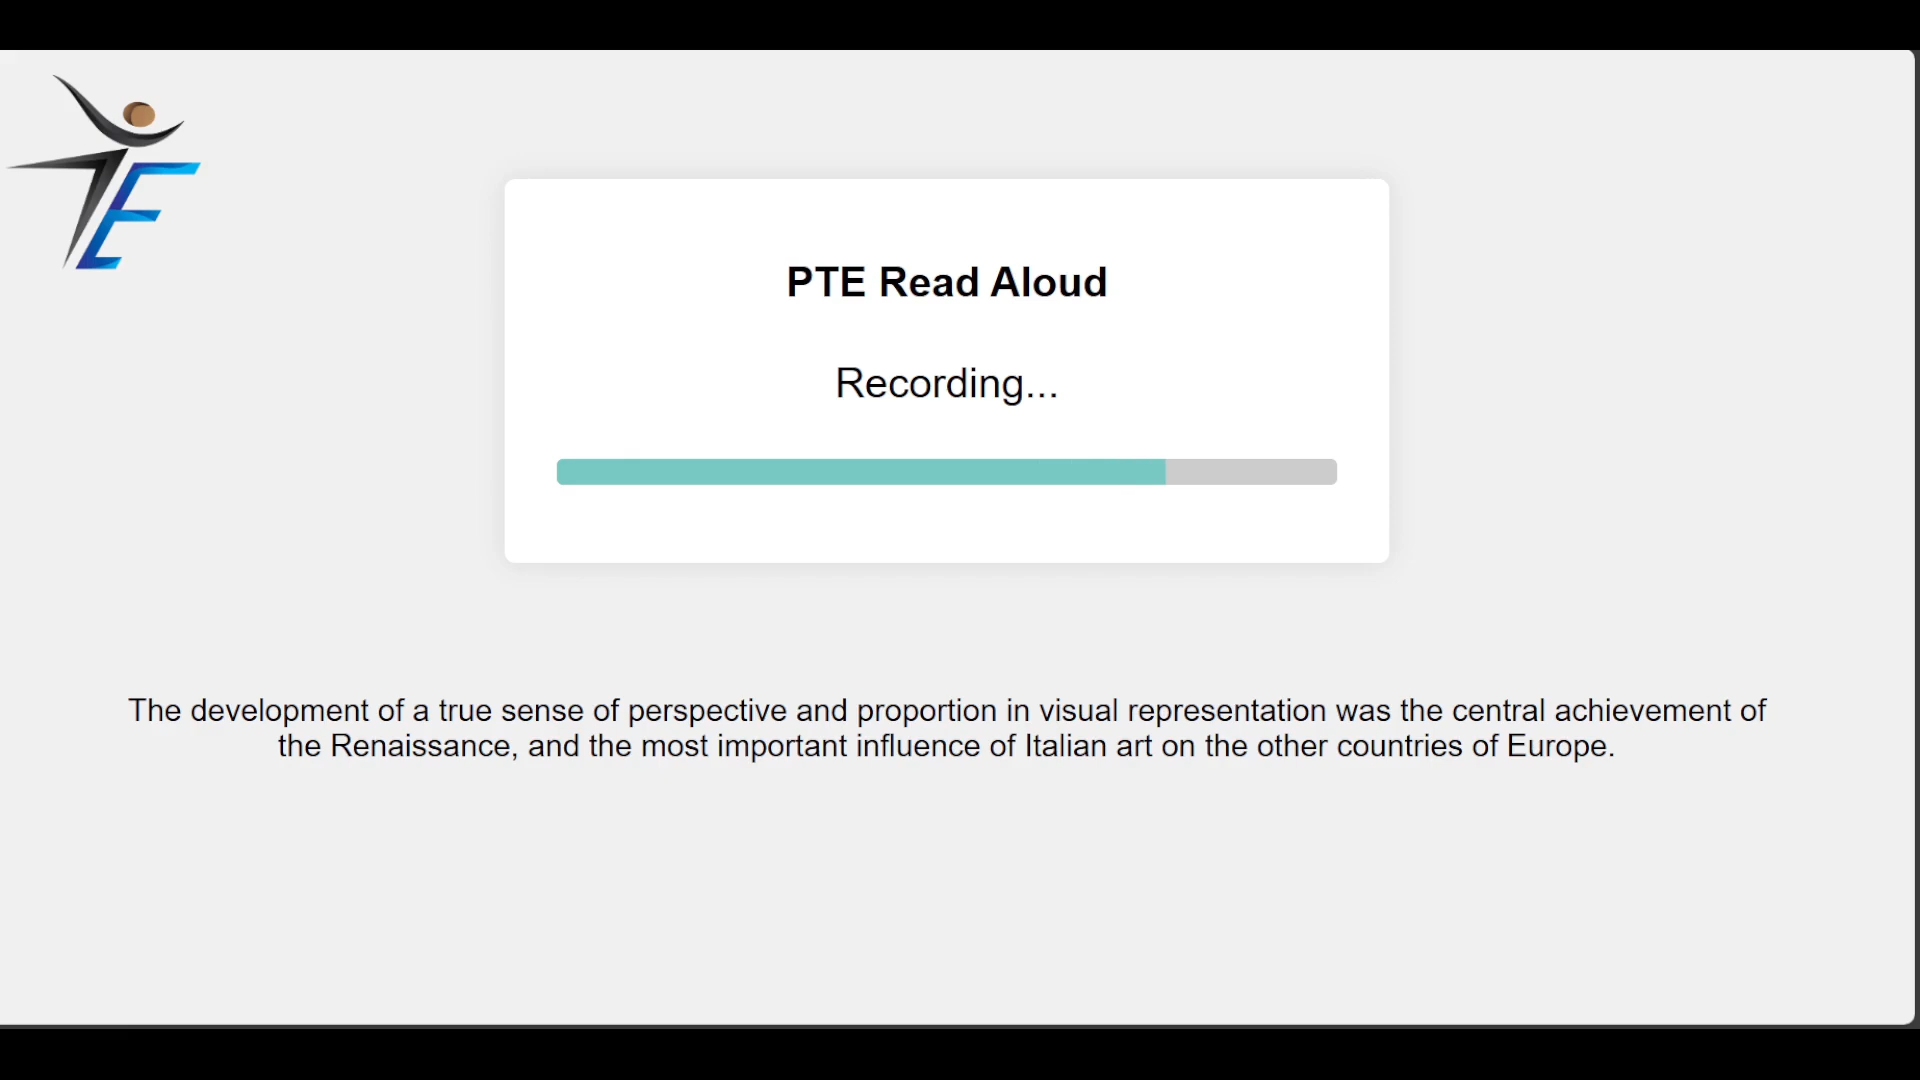 PTE Read Aloud
Recording...
The development of a true sense of perspective and proportion in visual representation was the central achievement of
the Renaissance, and the most important influence of Italian art on the other countries of Europe.